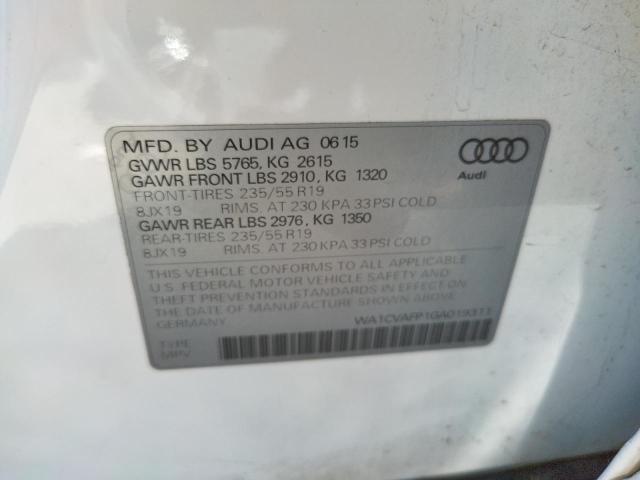 MFD. BY AUDI AG 06 15
GVWR LBS 5765, KG 2615
GAWR FRONT LBS 2910, KG 1320
FRONT-TIRES 235/55 R19
8JX19 RIMS. AT 230 KPA 33 PSI COLD
GAWR REAR LBS 2976, KG 1350
REAR-TIRES 235/55 R19
8JX19 RIMS. AT 230 KPA 33 PSI COLD
THIS VEHICLE CONFORMS TO ALL APPLICABLE
U.S. FEDERAL MOTOR VEHICLE SAFETY AND
THEFT PREVENTION STANDARDS IN EFFECT ON
THE DATE OF MANUFACTURE SHOWN ABOVE
GERMANY WA1CVAFP1GA019311
TYPE
MPV
Audi